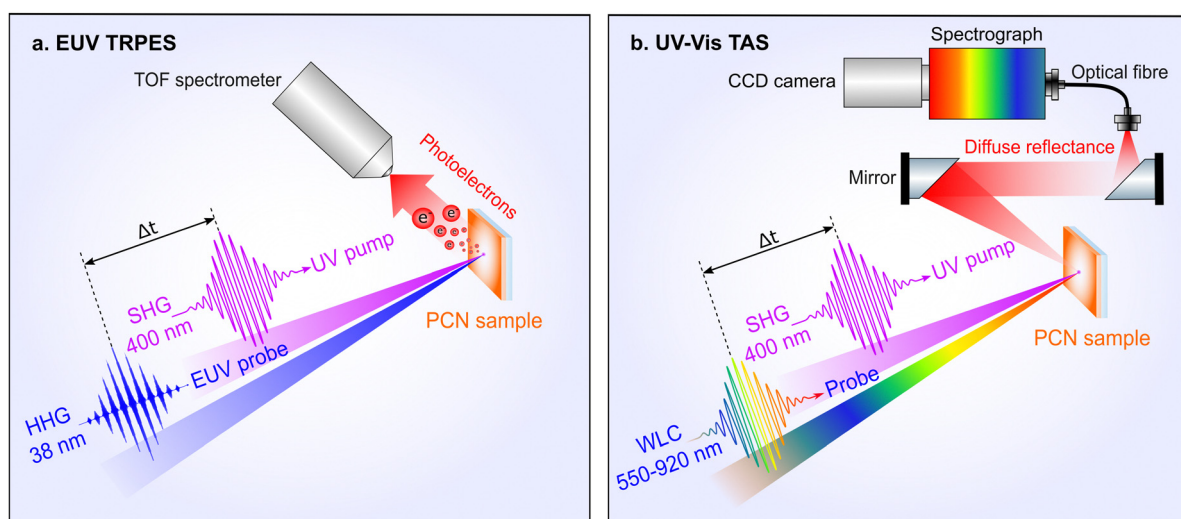 a. EUV TRPES
TOF spectrometer
Photoelectrons
e⁻
e⁻
e⁻
e⁻
e⁻
Δt
UV pump
SHG
400 nm
PCN sample
EUV probe
HHG
38 nm
b. UV-Vis TAS
Spectrograph
CCD camera
Optical fibre
Diffuse reflectance
Mirror
Δt
UV pump
SHG
400 nm
PCN sample
Probe
WLC
550-920 nm